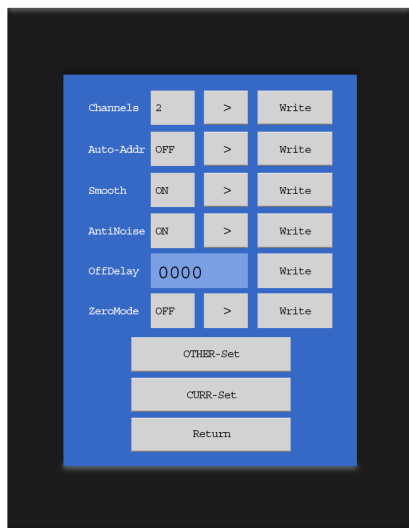 Channels 2 > Write
Auto-Addr OFF > Write
Smooth ON > Write
AntiNoise ON > Write
OffDelay 0000 Write
ZeroMode OFF > Write
OTHER-Set
CURR-Set
Return